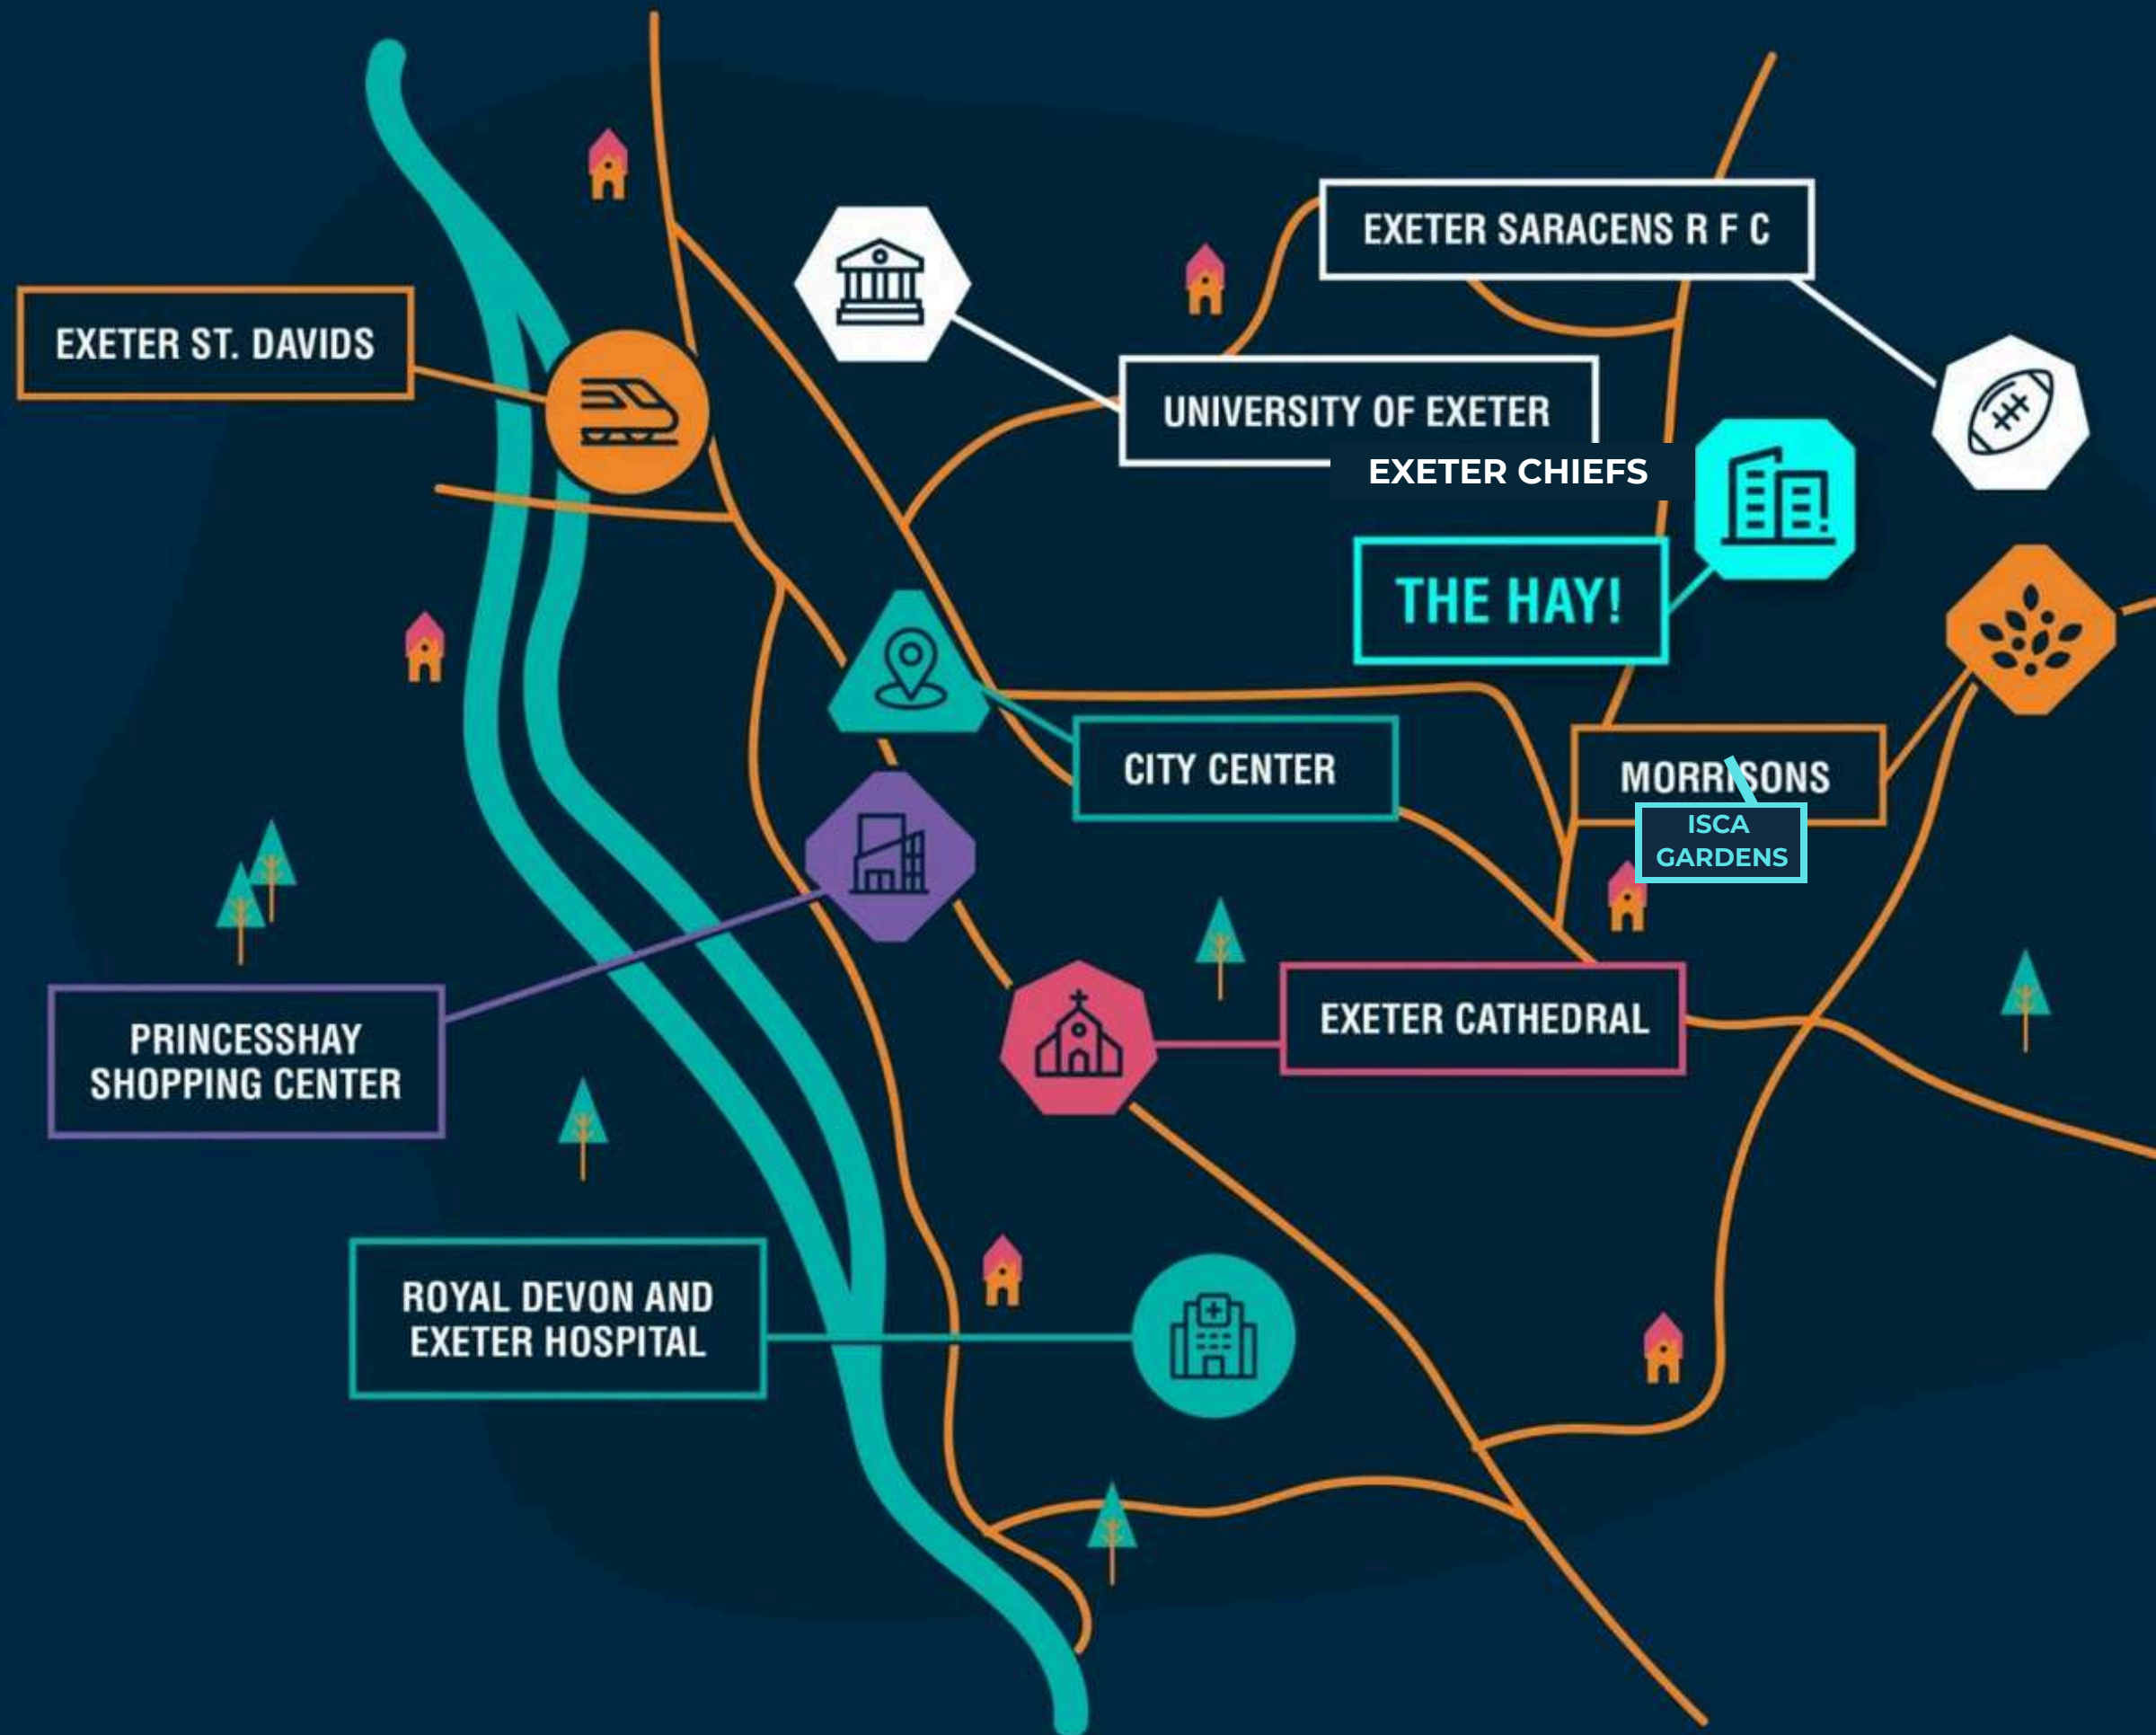 EXETER SARACENS R F C
EXETER ST. DAVIDS
UNIVERSITY OF EXETER
EXETER CHIEFS
THE HAY!
CITY CENTER
MORRISONS
ISCA
GARDENS
EXETER CATHEDRAL
PRINCESSHAY
SHOPPING CENTER
ROYAL DEVON AND
EXETER HOSPITAL